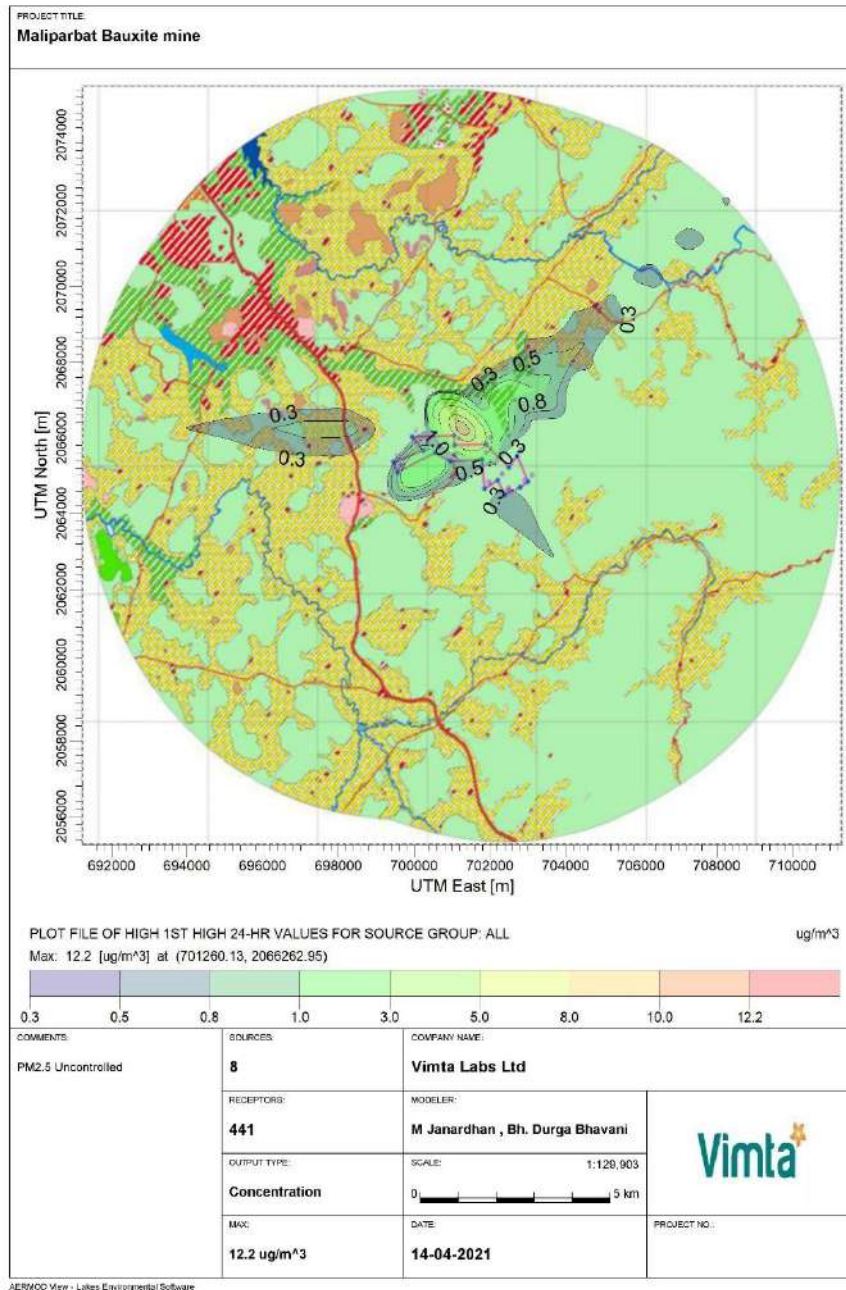 PROJECT TITLE:
Maliparbat Bauxite mine
UTM North [m]
2074000
2072000
2070000
2068000
2066000
2064000
2062000
2060000
2058000
2056000
0.3
0.5
0.3
0.8
0.3
0.3
1.0
0.3
0.5
0.3
692000 694000 696000 698000 700000 702000 704000 706000 708000 710000
UTM East [m]
PLOT FILE OF HIGH 1ST HIGH 24-HR VALUES FOR SOURCE GROUP: ALL ug/m^3
Max: 12.2 [ug/m^3] at (701260.13, 2066262.95)
0.3 0.5 0.8 1.0 3.0 5.0 8.0 10.0 12.2
COMMENTS:
PM2.5 Uncontrolled
SOURCES:
8
COMPANY NAME:
Vimta Labs Ltd
RECEPTORS:
441
MODELER:
M Janardhan , Bh. Durga Bhavani
OUTPUT TYPE:
Concentration
SCALE: 1:129,903
0 5 km
Vimta
MAX:
12.2 ug/m^3
DATE:
14-04-2021
PROJECT NO.:
AERMOD View - Lakes Environmental Software